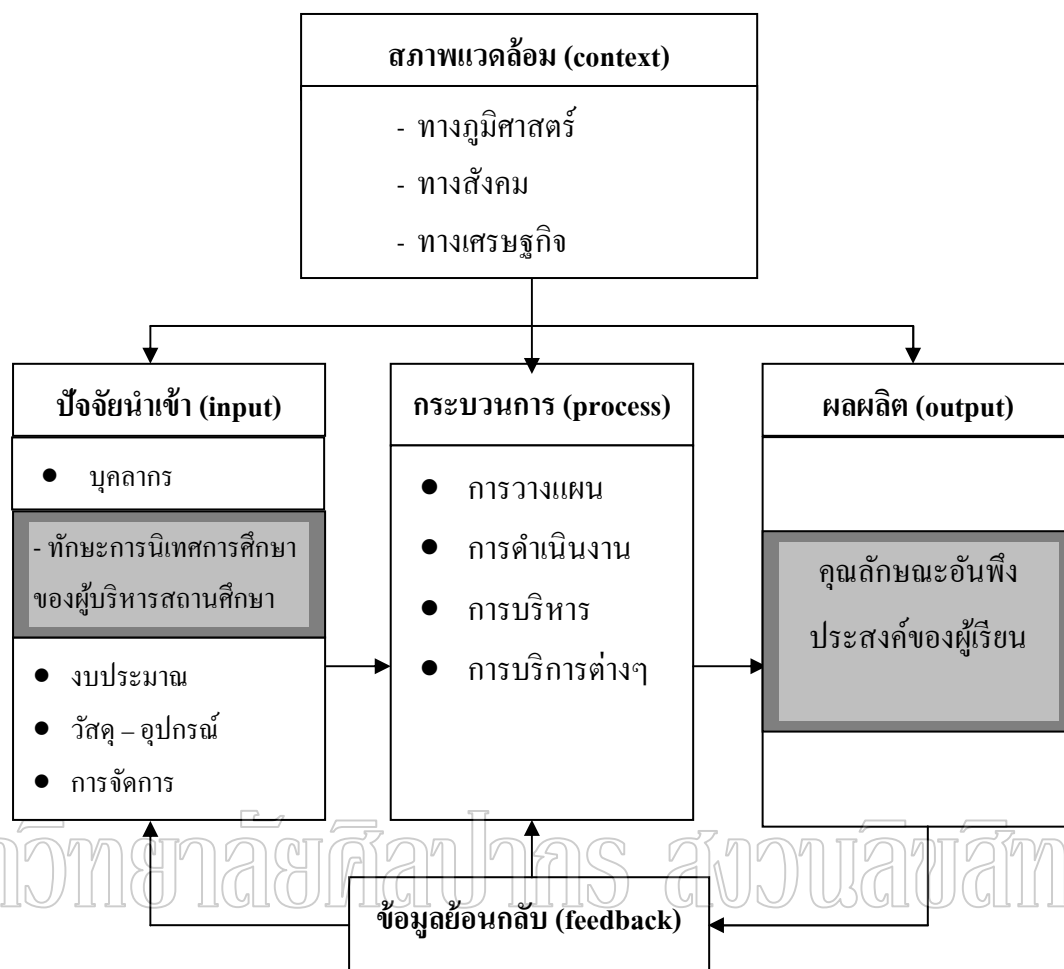 สภาพแวดล้อม (context)
- ทางภูมิศาสตร์
- ทางสังคม
- ทางเศรษฐกิจ
ปัจจัยนำเข้า (input)
● บุคลากร
- ทักษะการนิเทศการศึกษา
ของผู้บริหารสถานศึกษา
● งบประมาณ
● วัสดุ – อุปกรณ์
● การจัดการ
กระบวนการ (process)
● การวางแผน
● การดำเนินงาน
● การบริหาร
● การบริการต่างๆ
ผลผลิต (output)
คุณลักษณะอันพึง
ประสงค์ของผู้เรียน
ข้อมูลย้อนกลับ (feedback)